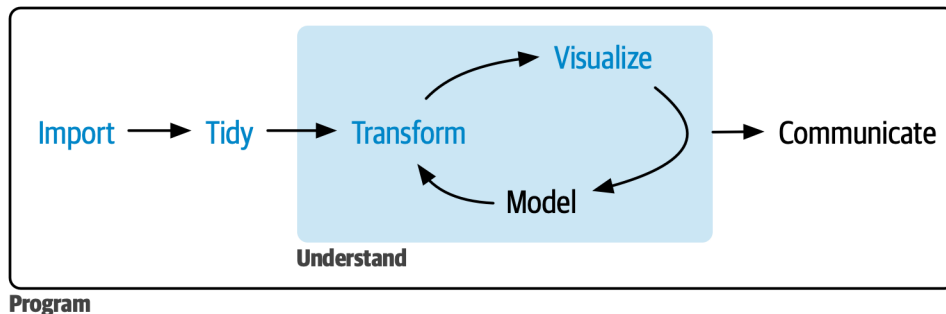 Visualize
Import
Tidy
Transform
Communicate
Model
Understand
Program